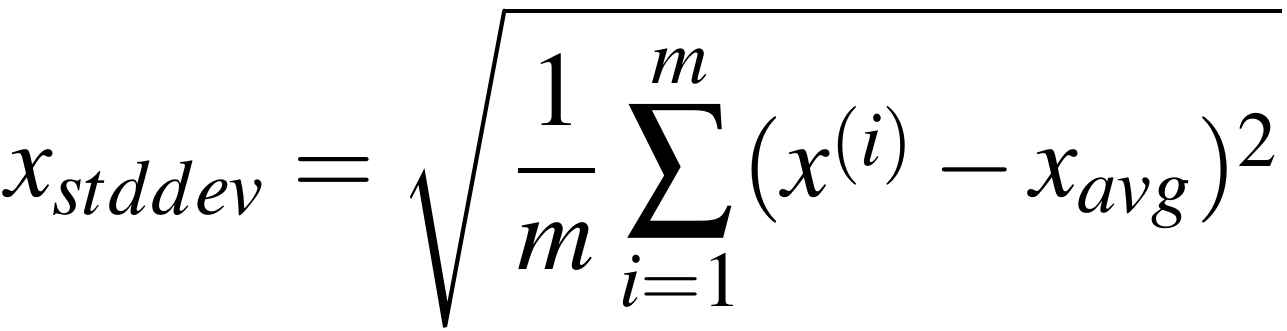 x_{stddev} = \sqrt{\frac{1}{m} \sum_{i=1}^{m} (x^{(i)} - x_{avg})^2}